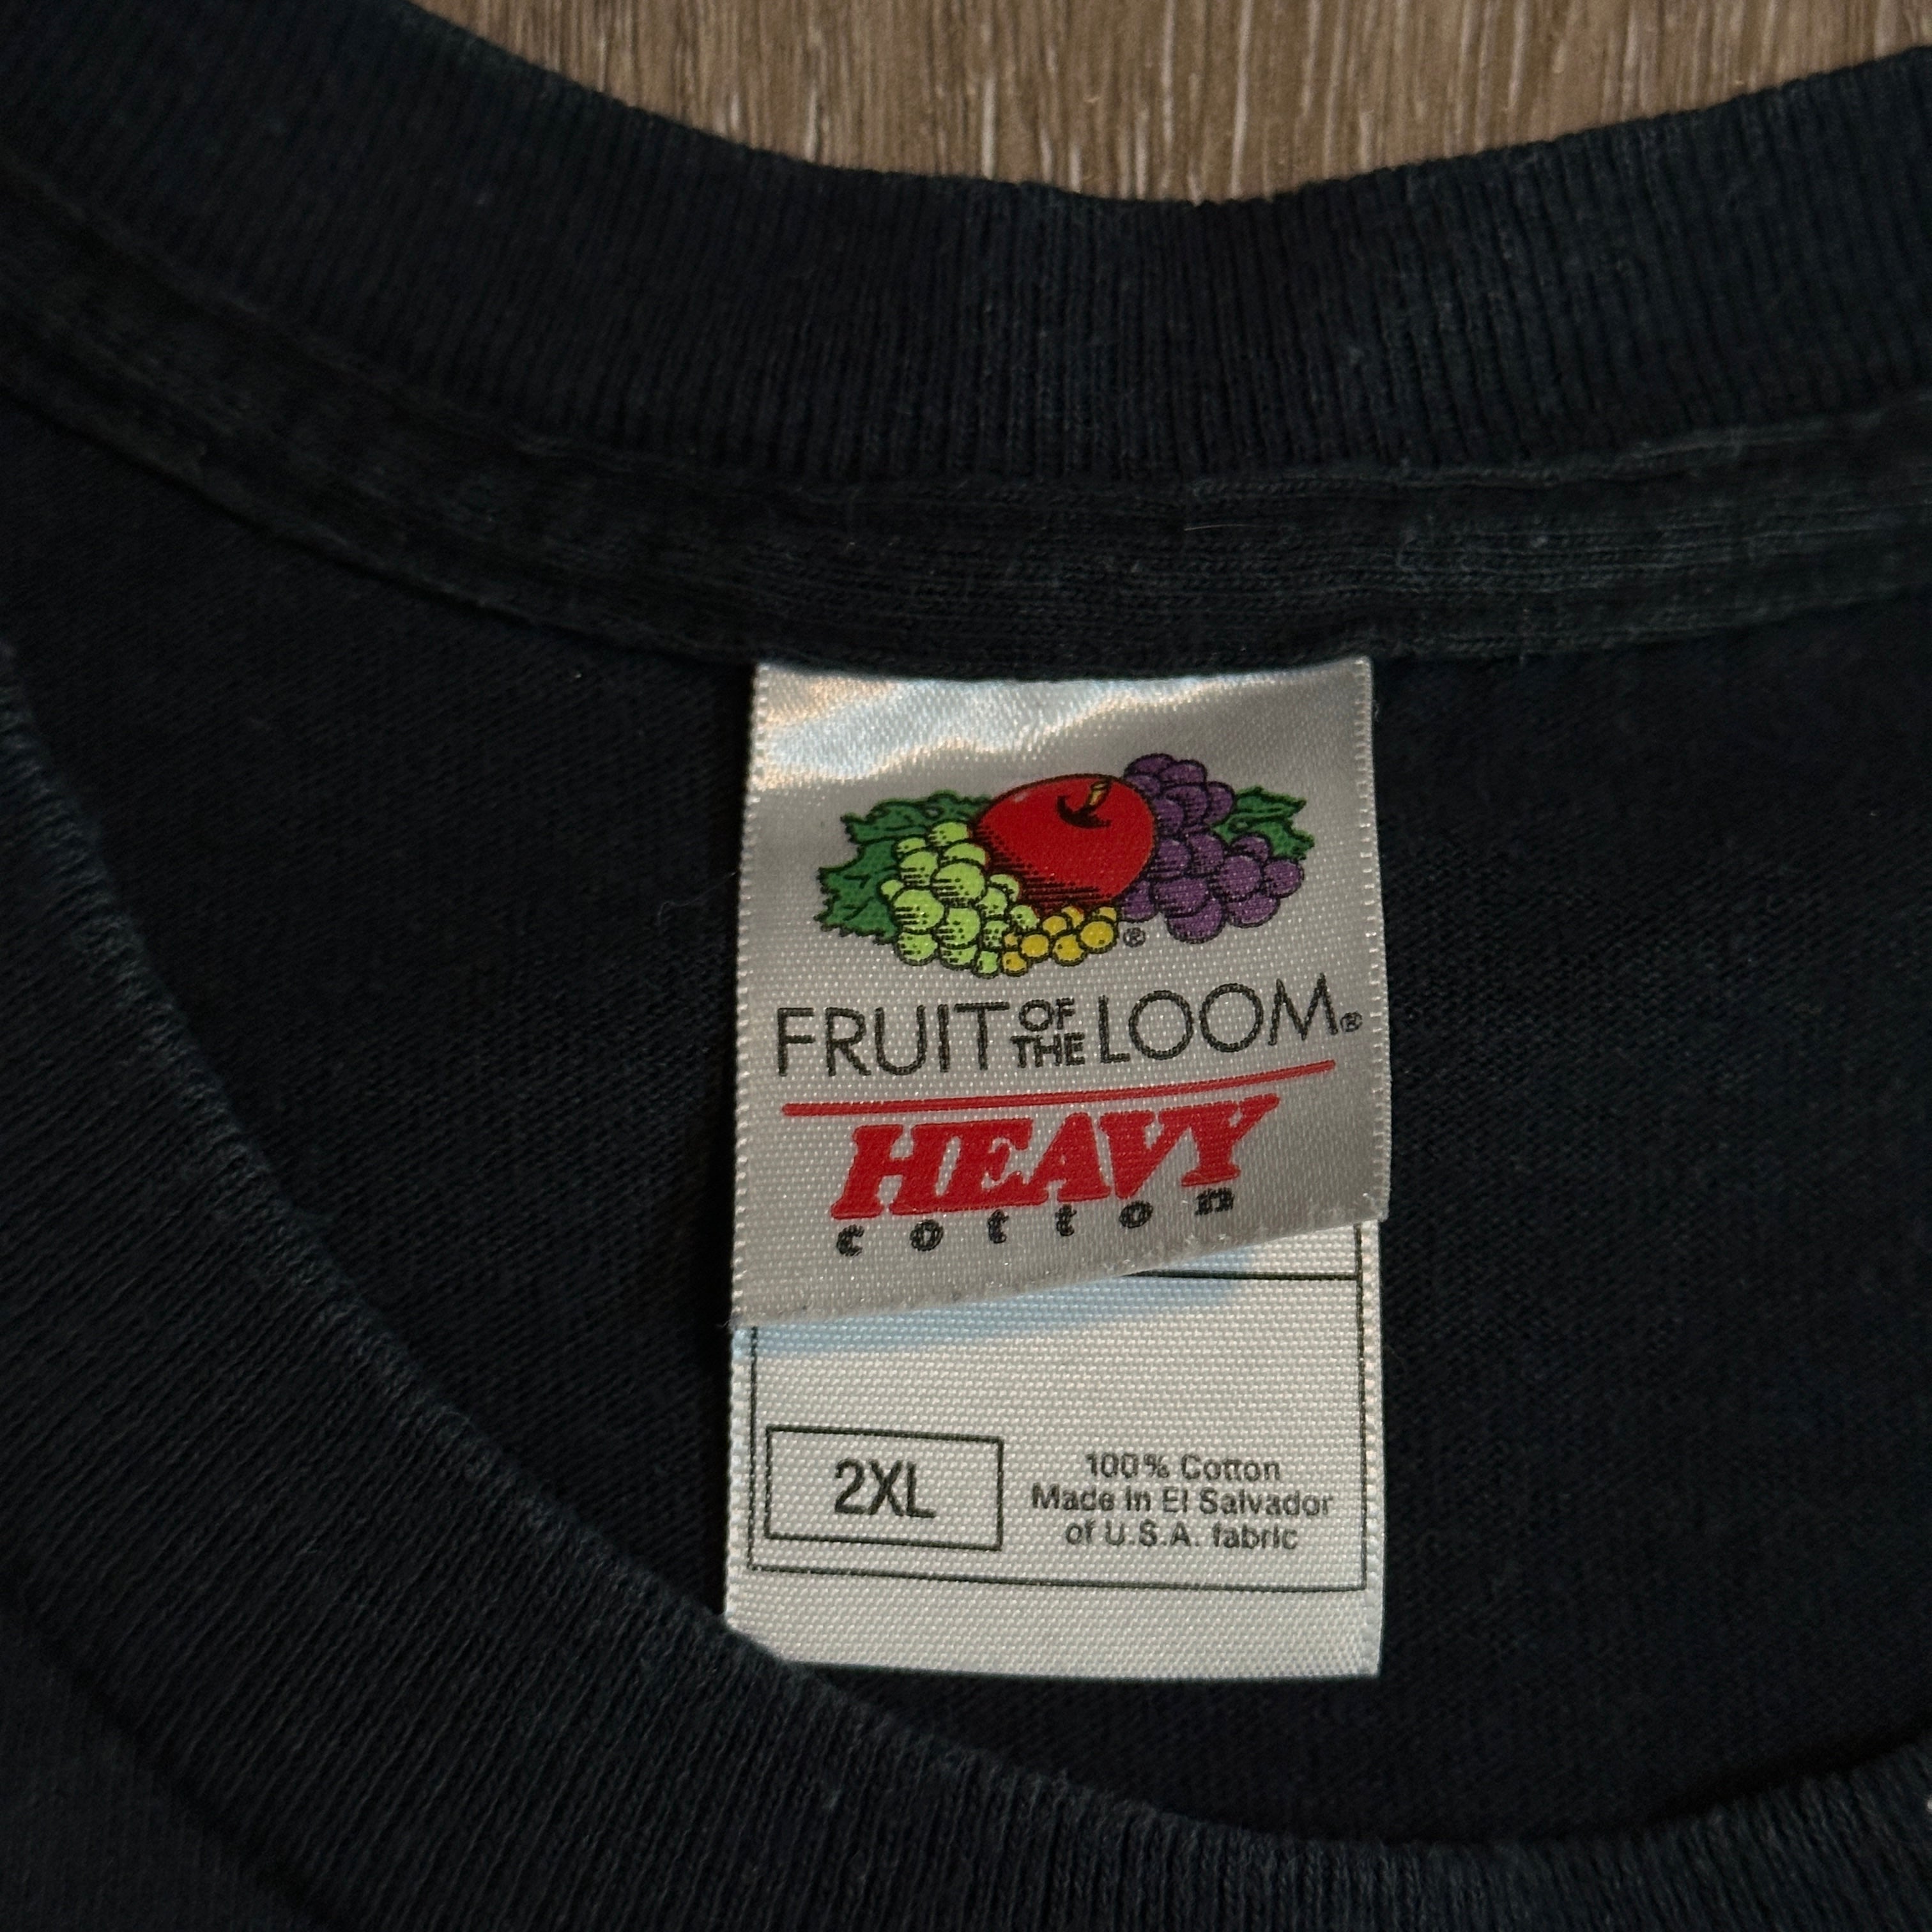 ®
FRUIT OF THE LOOM®
HEAVY
cotton
2XL
100% Cotton
Made in El Salvador
of U.S.A. fabric